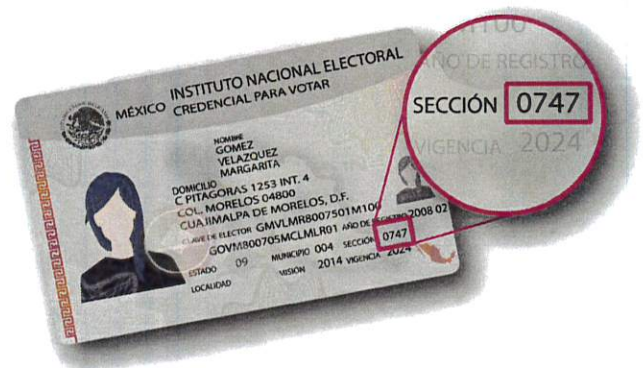 INSTITUTO NACIONAL ELECTORAL
MÉXICO CREDENCIAL PARA VOTAR
NOMBRE
GOMEZ
VELAZQUEZ
MARGARITA
DOMICILIO
C PITAGORAS 1253 INT. 4
COL. MORELOS 04800
CUAJIMALPA DE MORELOS, D.F.
CLAVE DE ELECTOR GMVLMR8007501M100
GOVM800705MCLMLR01 AÑO DE REGISTRO 2008 02
ESTADO 09 MUNICIPIO 004 SECCIÓN 0747
LOCALIDAD MISIÓN 2014 VIGENCIA 2024
AÑO DE REGISTRO
SECCIÓN 0747
VIGENCIA 2024